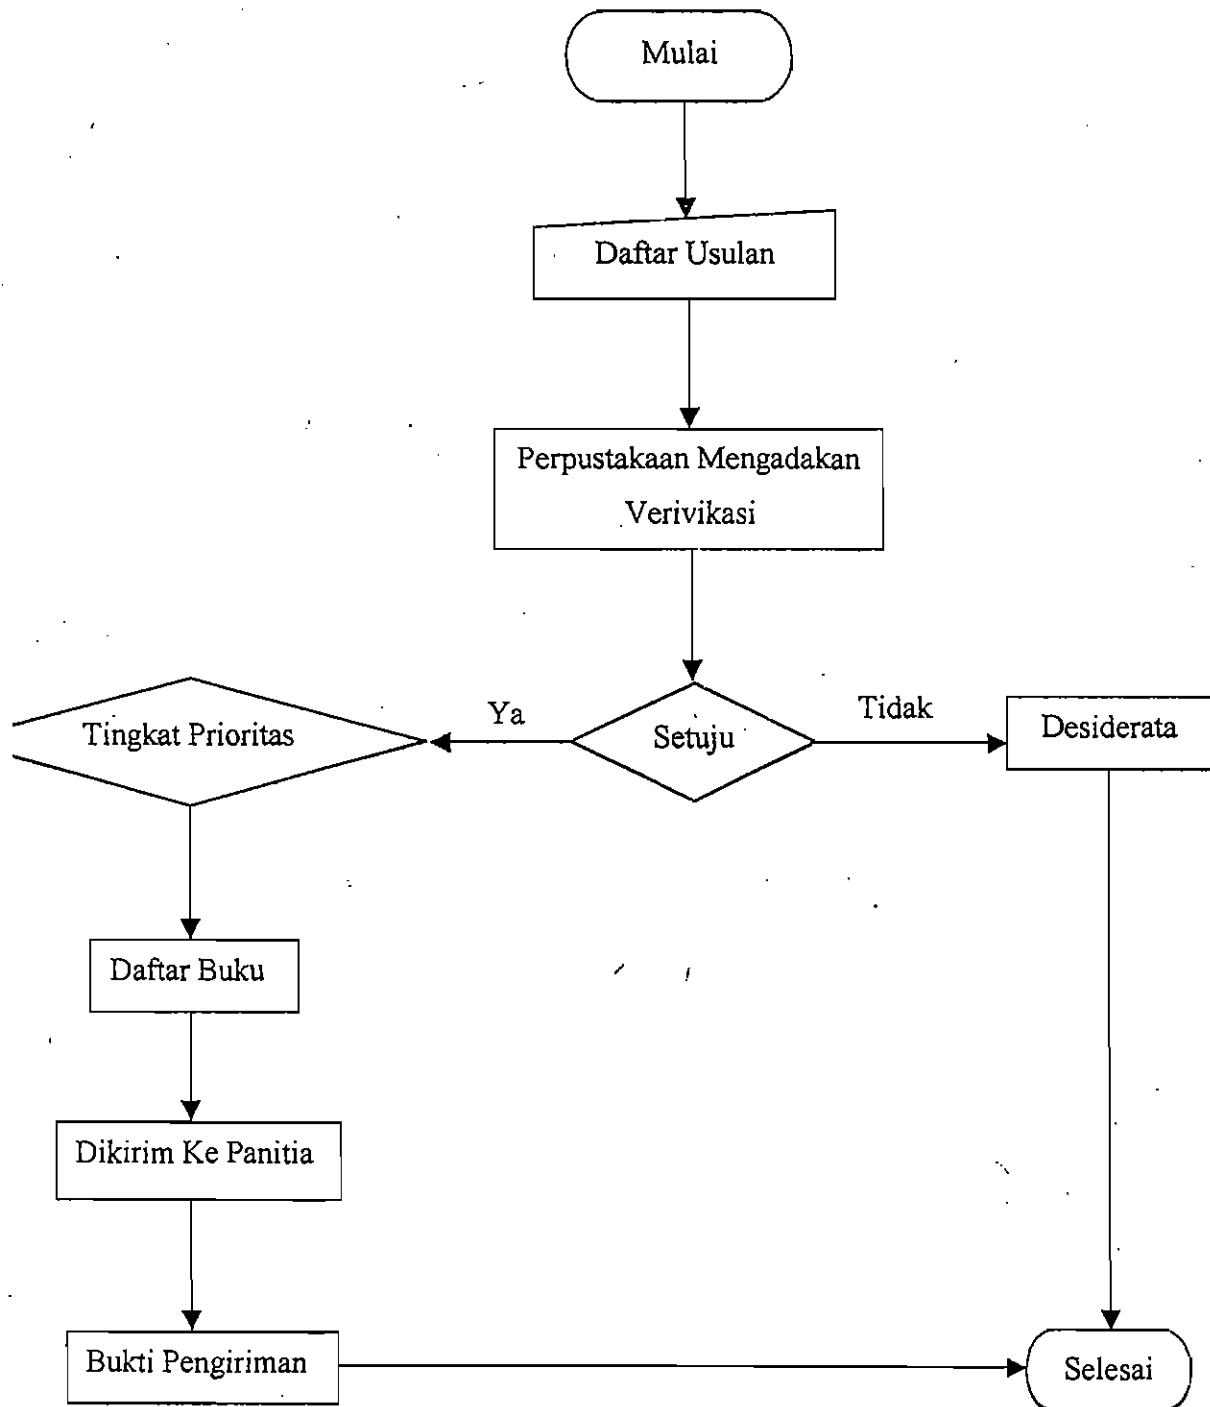 Mulai
Daftar Usulan
Perpustakaan Mengadakan
Verivikasi
Tingkat Prioritas
Ya
Setuju
Tidak
Desiderata
Daftar Buku
Dikirim Ke Panitia
Bukti Pengiriman
Selesai